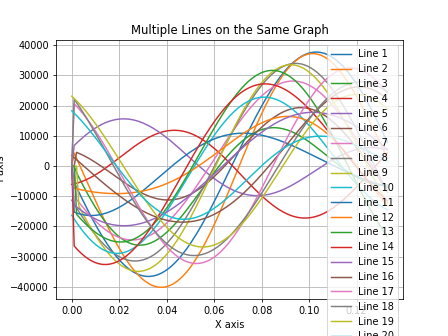 Multiple Lines on the Same Graph
40000
30000
20000
10000
0
−10000
−20000
−30000
−40000
0.00
0.02
0.04
0.06
0.08
0.10
X axis
Line 1
Line 2
Line 3
Line 4
Line 5
Line 6
Line 7
Line 8
Line 9
Line 10
Line 11
Line 12
Line 13
Line 14
Line 15
Line 16
Line 17
Line 18
Line 19
Line 20